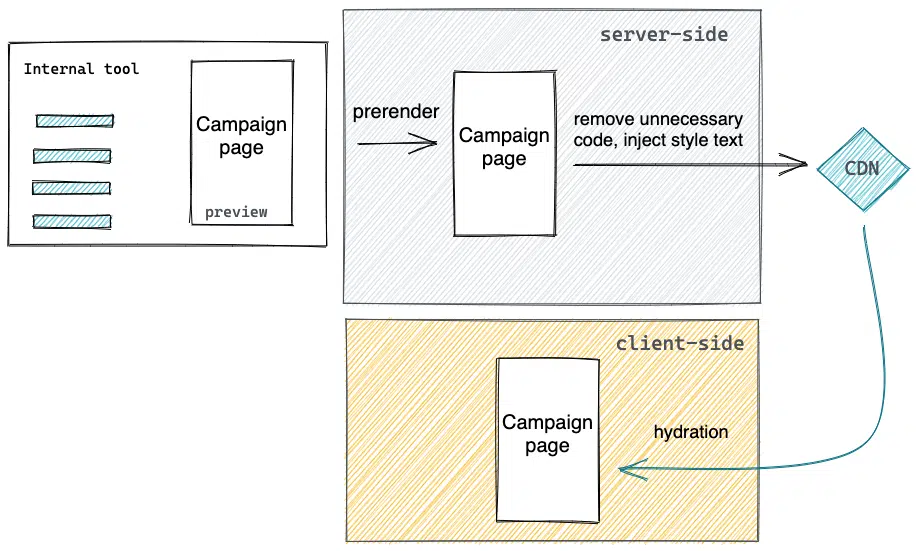 Internal tool
Campaign
page
preview
prerender
server-side
Campaign
page
remove unnecessary
code, inject style text
CDN
client-side
Campaign
page
hydration